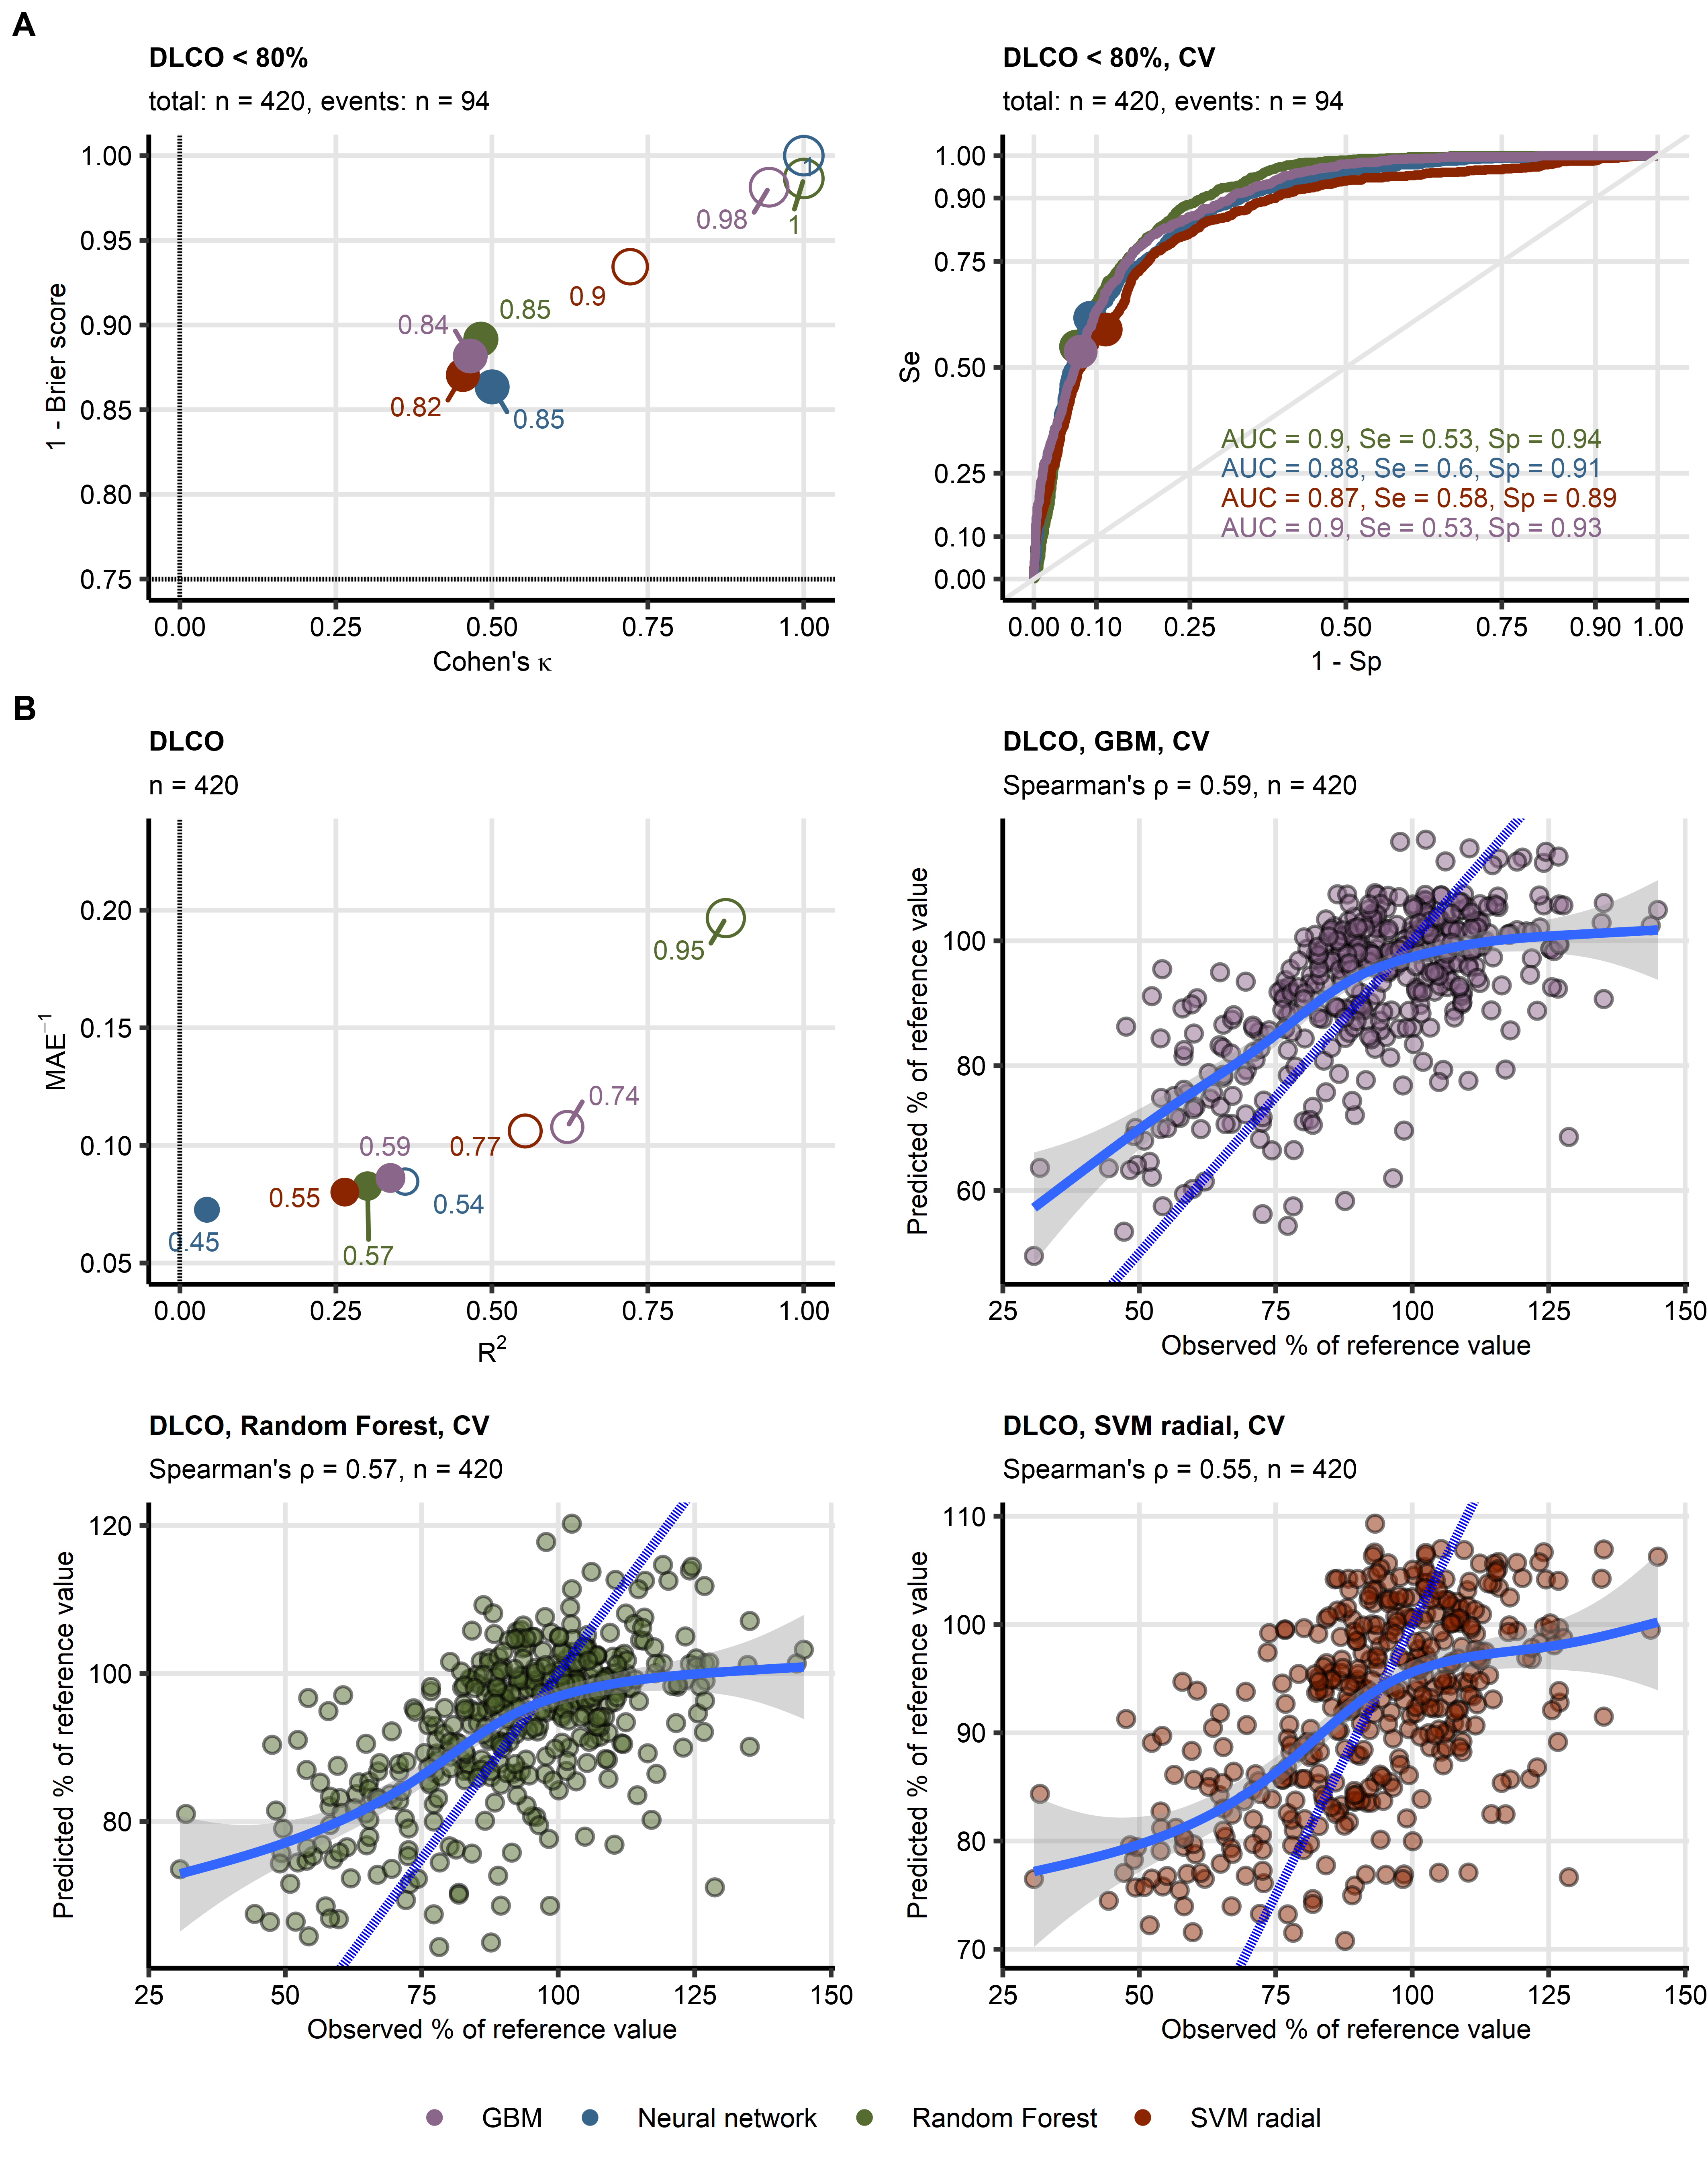 A
DLCO < 80%
total: n = 420, events: n = 94
1 - Brier score
1.00
0.95
0.90
0.85
0.80
0.75
1
0.98
1
0.9
0.85
0.84
0.82
0.85
0.00 0.25 0.50 0.75 1.00
Cohen's κ
DLCO < 80%, CV
total: n = 420, events: n = 94
Se
1.00
0.90
0.75
0.50
0.25
0.10
0.00
AUC = 0.9, Se = 0.53, Sp = 0.94
AUC = 0.88, Se = 0.6, Sp = 0.91
AUC = 0.87, Se = 0.58, Sp = 0.89
AUC = 0.9, Se = 0.53, Sp = 0.93
0.00 0.10 0.25 0.50 0.75 0.90 1.00
1 - Sp
B
DLCO
n = 420
MAE⁻¹
0.20
0.15
0.10
0.05
0.95
0.74
0.77
0.59
0.55
0.54
0.45
0.57
0.00 0.25 0.50 0.75 1.00
R²
DLCO, GBM, CV
Spearman's ρ = 0.59, n = 420
Predicted % of reference value
100
80
60
25 50 75 100 125 150
Observed % of reference value
DLCO, Random Forest, CV
Spearman's ρ = 0.57, n = 420
Predicted % of reference value
120
100
80
25 50 75 100 125 150
Observed % of reference value
DLCO, SVM radial, CV
Spearman's ρ = 0.55, n = 420
Predicted % of reference value
110
100
90
80
70
25 50 75 100 125 150
Observed % of reference value
GBM Neural network Random Forest SVM radial